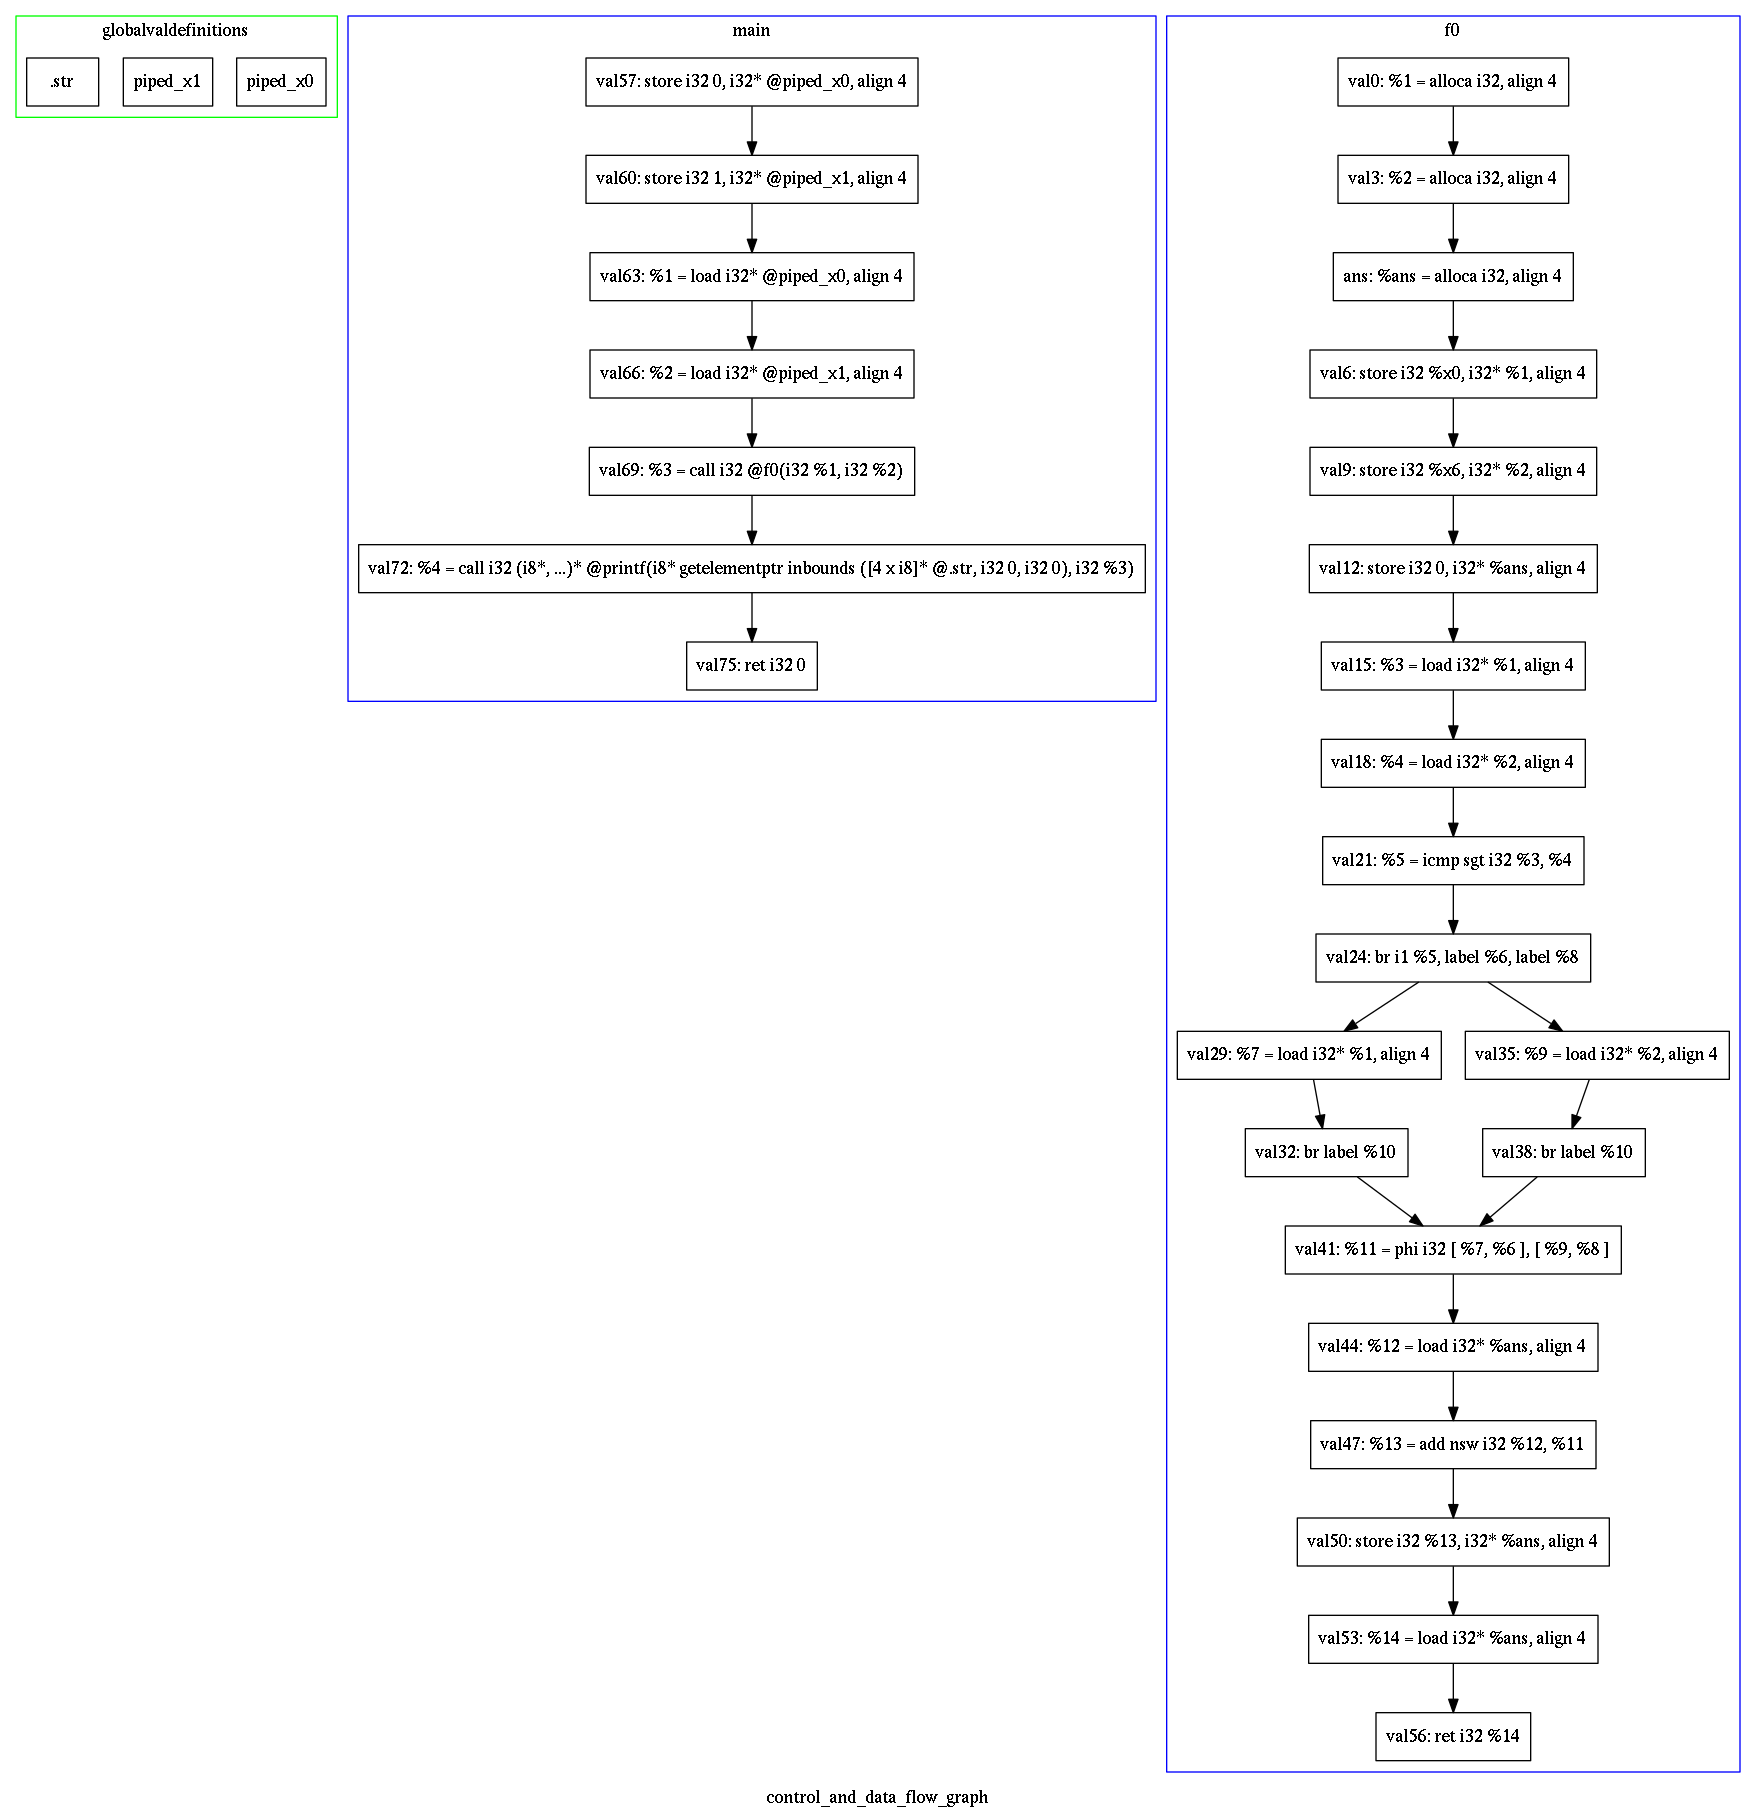 globalvaldefinitions
.str
piped_x1
piped_x0
main
val57: store i32 0, i32* @piped_x0, align 4
val60: store i32 1, i32* @piped_x1, align 4
val63: %1 = load i32* @piped_x0, align 4
val66: %2 = load i32* @piped_x1, align 4
val69: %3 = call i32 @f0(i32 %1, i32 %2)
val72: %4 = call i32 (i8*, ...)* @printf(i8* getelementptr inbounds ([4 x i8]* @.str, i32 0, i32 0), i32 %3)
val75: ret i32 0
f0
val0: %1 = alloca i32, align 4
val3: %2 = alloca i32, align 4
ans: %ans = alloca i32, align 4
val6: store i32 %x0, i32* %1, align 4
val9: store i32 %x6, i32* %2, align 4
val12: store i32 0, i32* %ans, align 4
val15: %3 = load i32* %1, align 4
val18: %4 = load i32* %2, align 4
val21: %5 = icmp sgt i32 %3, %4
val24: br i1 %5, label %6, label %8
val29: %7 = load i32* %1, align 4
val35: %9 = load i32* %2, align 4
val32: br label %10
val38: br label %10
val41: %11 = phi i32 [ %7, %6 ], [ %9, %8 ]
val44: %12 = load i32* %ans, align 4
val47: %13 = add nsw i32 %12, %11
val50: store i32 %13, i32* %ans, align 4
val53: %14 = load i32* %ans, align 4
val56: ret i32 %14
control_and_data_flow_graph